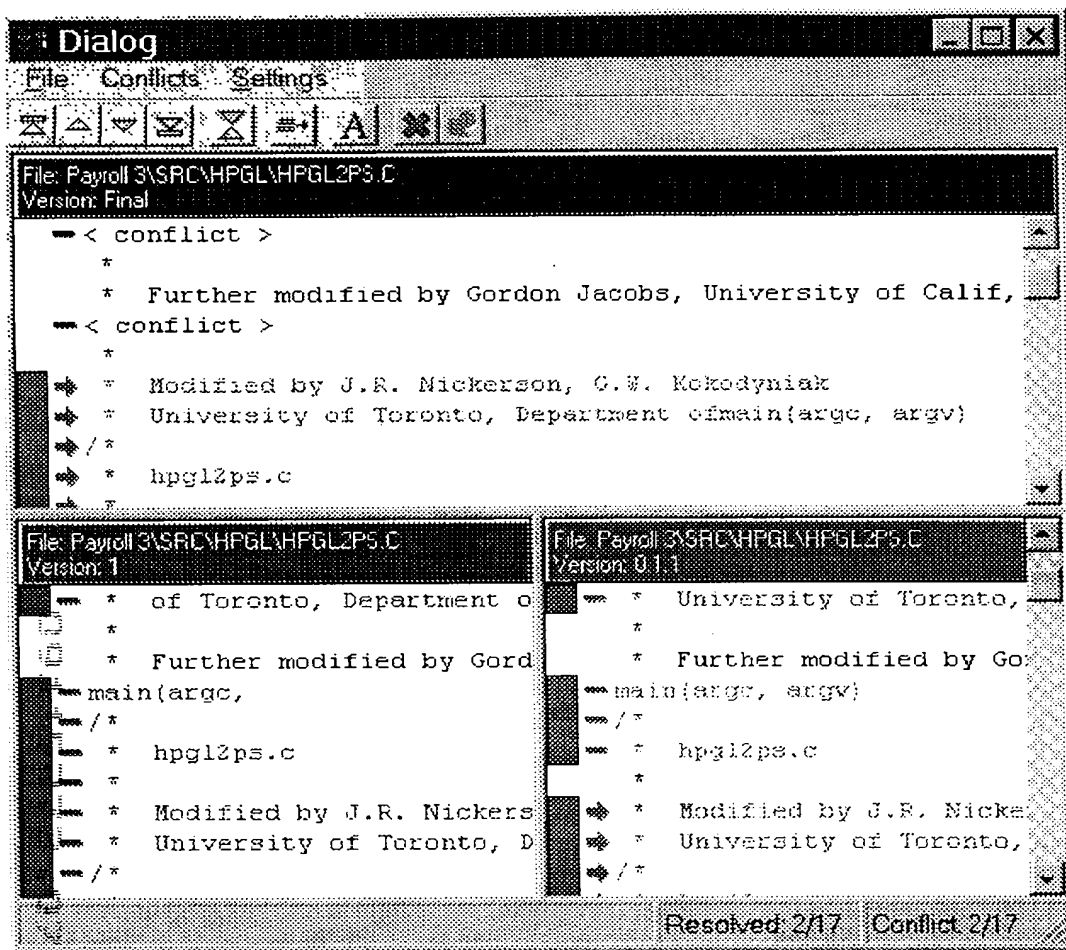 Dialog
File Conflicts Settings
A
File: Payroll 3\SRC\HPGL\HPGL2PS.C
Version: Final
< conflict >
*
* Further modified by Gordon Jacobs, University of Calif,
< conflict >
*
* Modified by J.R. Nickerson, G.W. Kokodyniak
* University of Toronto, Department ofmain(argc, argv)
/*
* hpgl2ps.c
*
File: Payroll 3\SRC\HPGL\HPGL2PS.C
Version: 1
* of Toronto, Department o
*
* Further modified by Gord
main(argc,
/*
* hpgl2ps.c
*
* Modified by J.R. Nickers
* University of Toronto, D
/*
File: Payroll 3\SRC\HPGL\HPGL2PS.C
Version: 0.1.1
* University of Toronto,
*
* Further modified by Go
main(argc, argv)
/*
* hpgl2ps.c
*
* Modified by J.R. Nicke
* University of Toronto,
/*
Resolved: 2/17 Conflict: 2/17